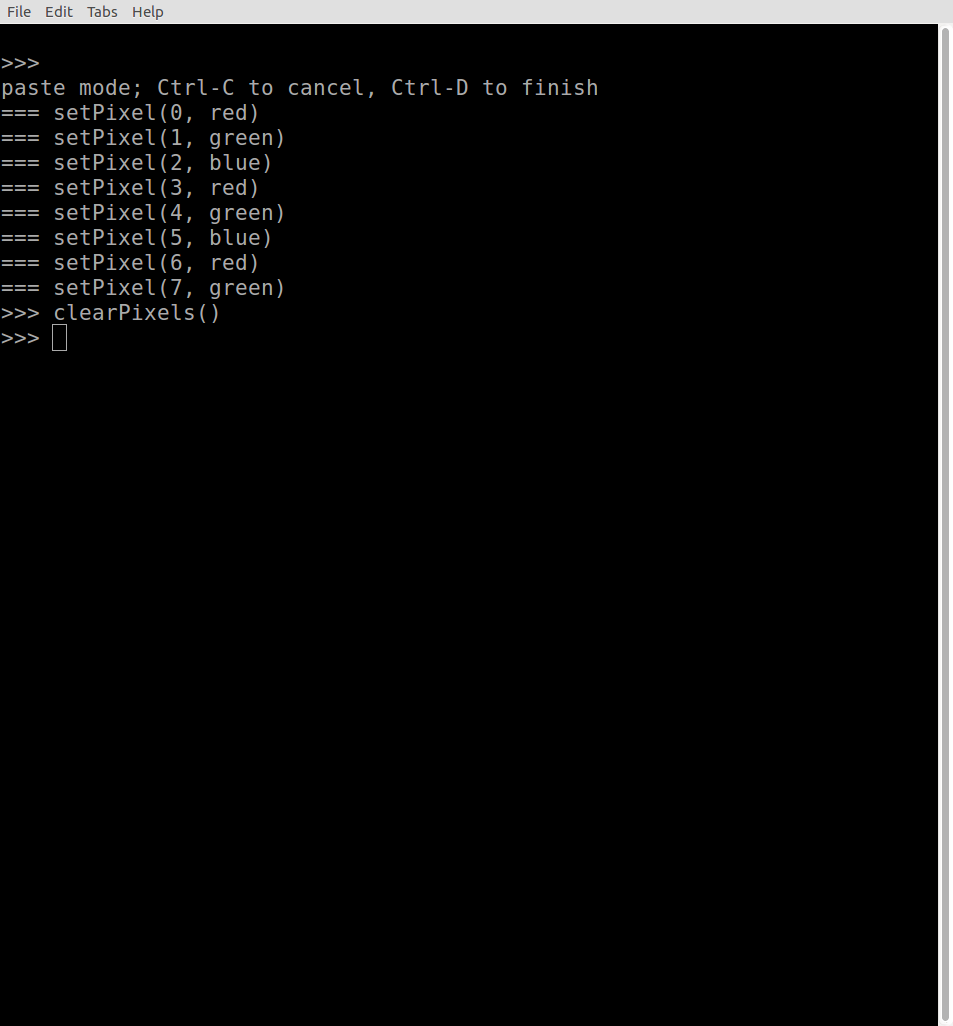 File Edit Tabs Help
>>>
paste mode; Ctrl-C to cancel, Ctrl-D to finish
=== setPixel(0, red)
=== setPixel(1, green)
=== setPixel(2, blue)
=== setPixel(3, red)
=== setPixel(4, green)
=== setPixel(5, blue)
=== setPixel(6, red)
=== setPixel(7, green)
>>> clearPixels()
>>>